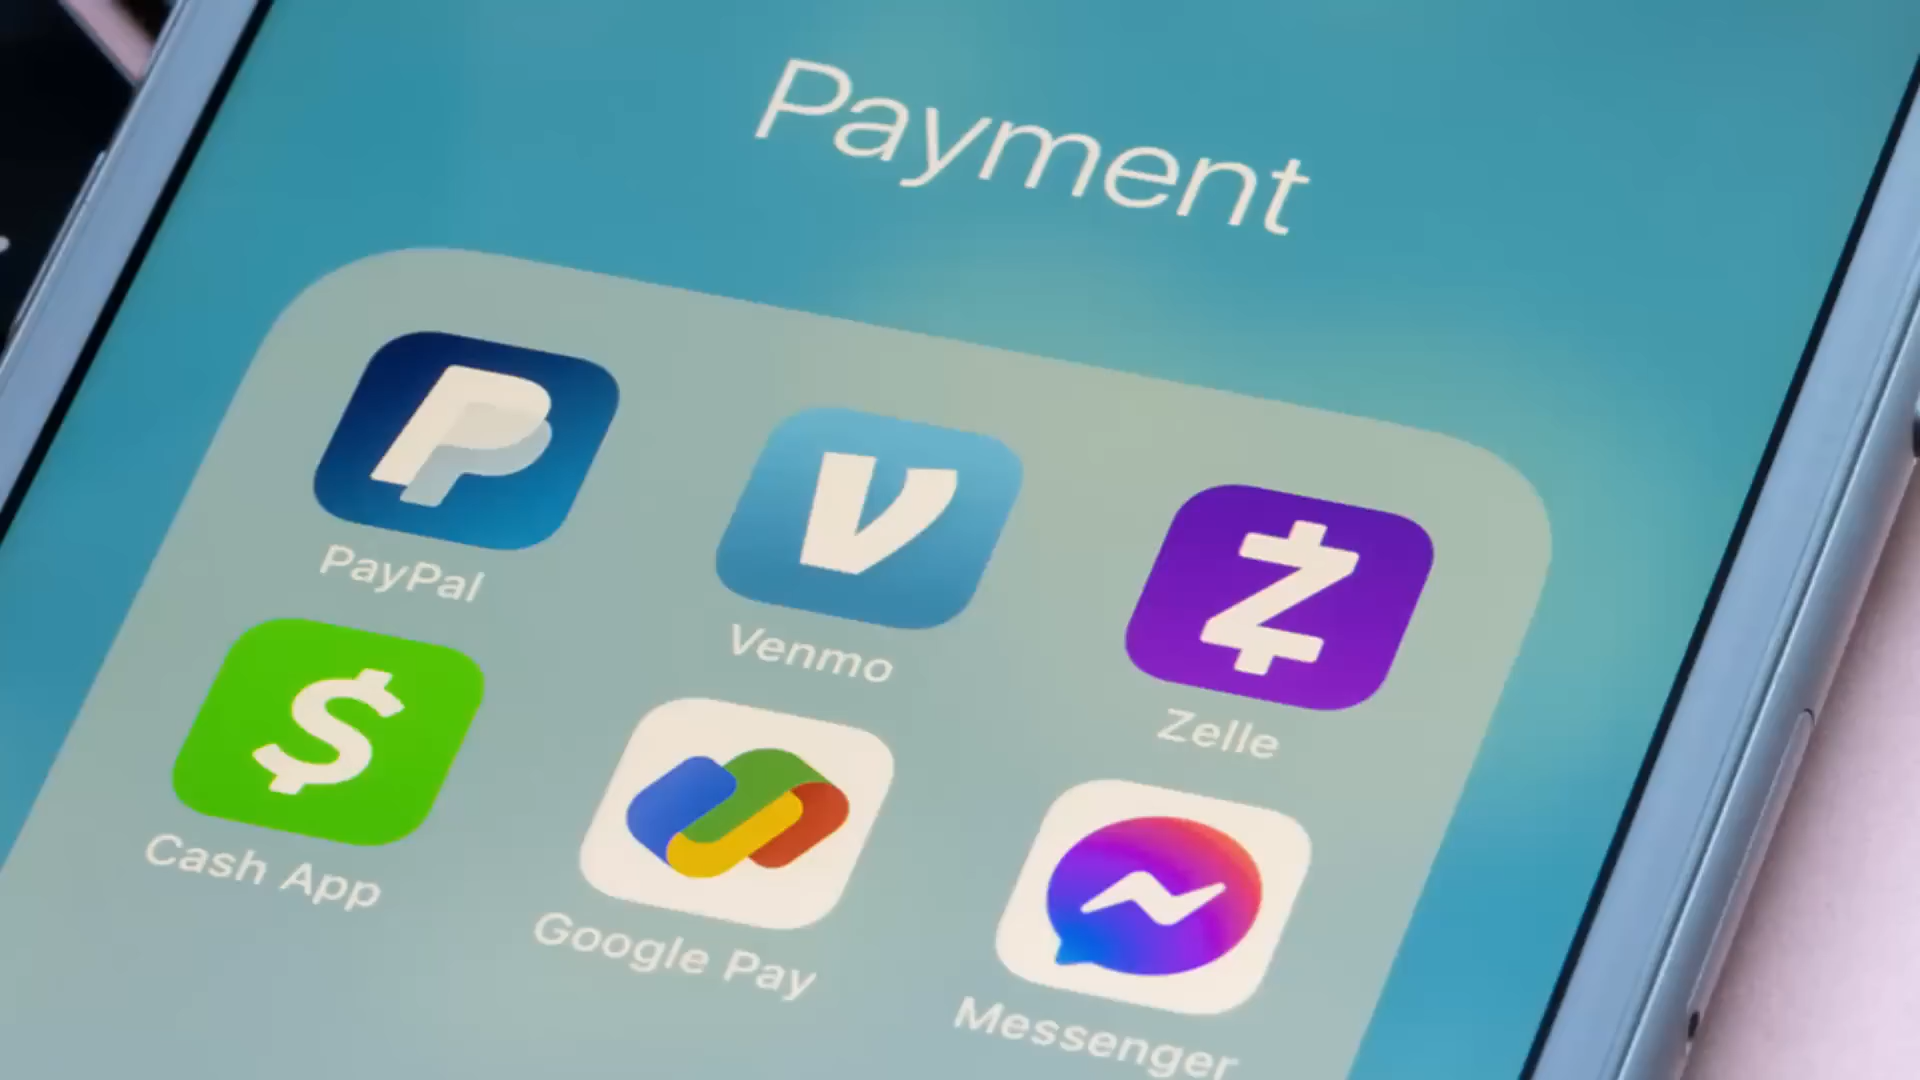 Payment
PayPal
Venmo
Zelle
Cash App
Google Pay
Messenger